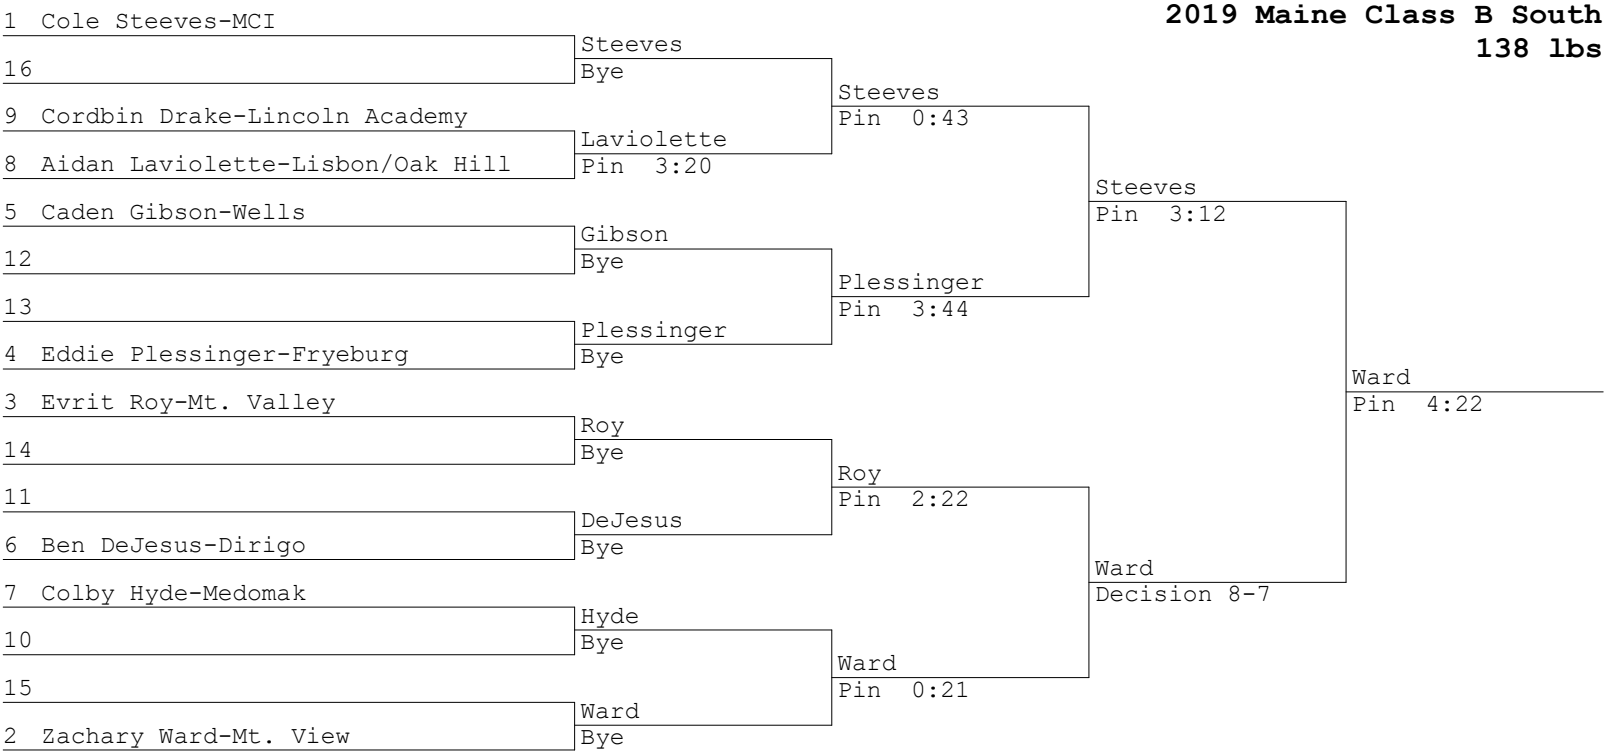 2019 Maine Class B South
138 lbs
1 Cole Steeves-MCI
16
9 Cordbin Drake-Lincoln Academy
8 Aidan Laviolette-Lisbon/Oak Hill
5 Caden Gibson-Wells
12
13
4 Eddie Plessinger-Fryeburg
3 Evrit Roy-Mt. Valley
14
11
6 Ben DeJesus-Dirigo
7 Colby Hyde-Medomak
10
15
2 Zachary Ward-Mt. View
Steeves
Bye
Laviolette
Pin 3:20
Gibson
Bye
Plessinger
Bye
Roy
Bye
DeJesus
Bye
Hyde
Bye
Ward
Bye
Steeves
Pin 0:43
Plessinger
Pin 3:44
Roy
Pin 2:22
Ward
Pin 0:21
Steeves
Pin 3:12
Ward
Decision 8-7
Ward
Pin 4:22